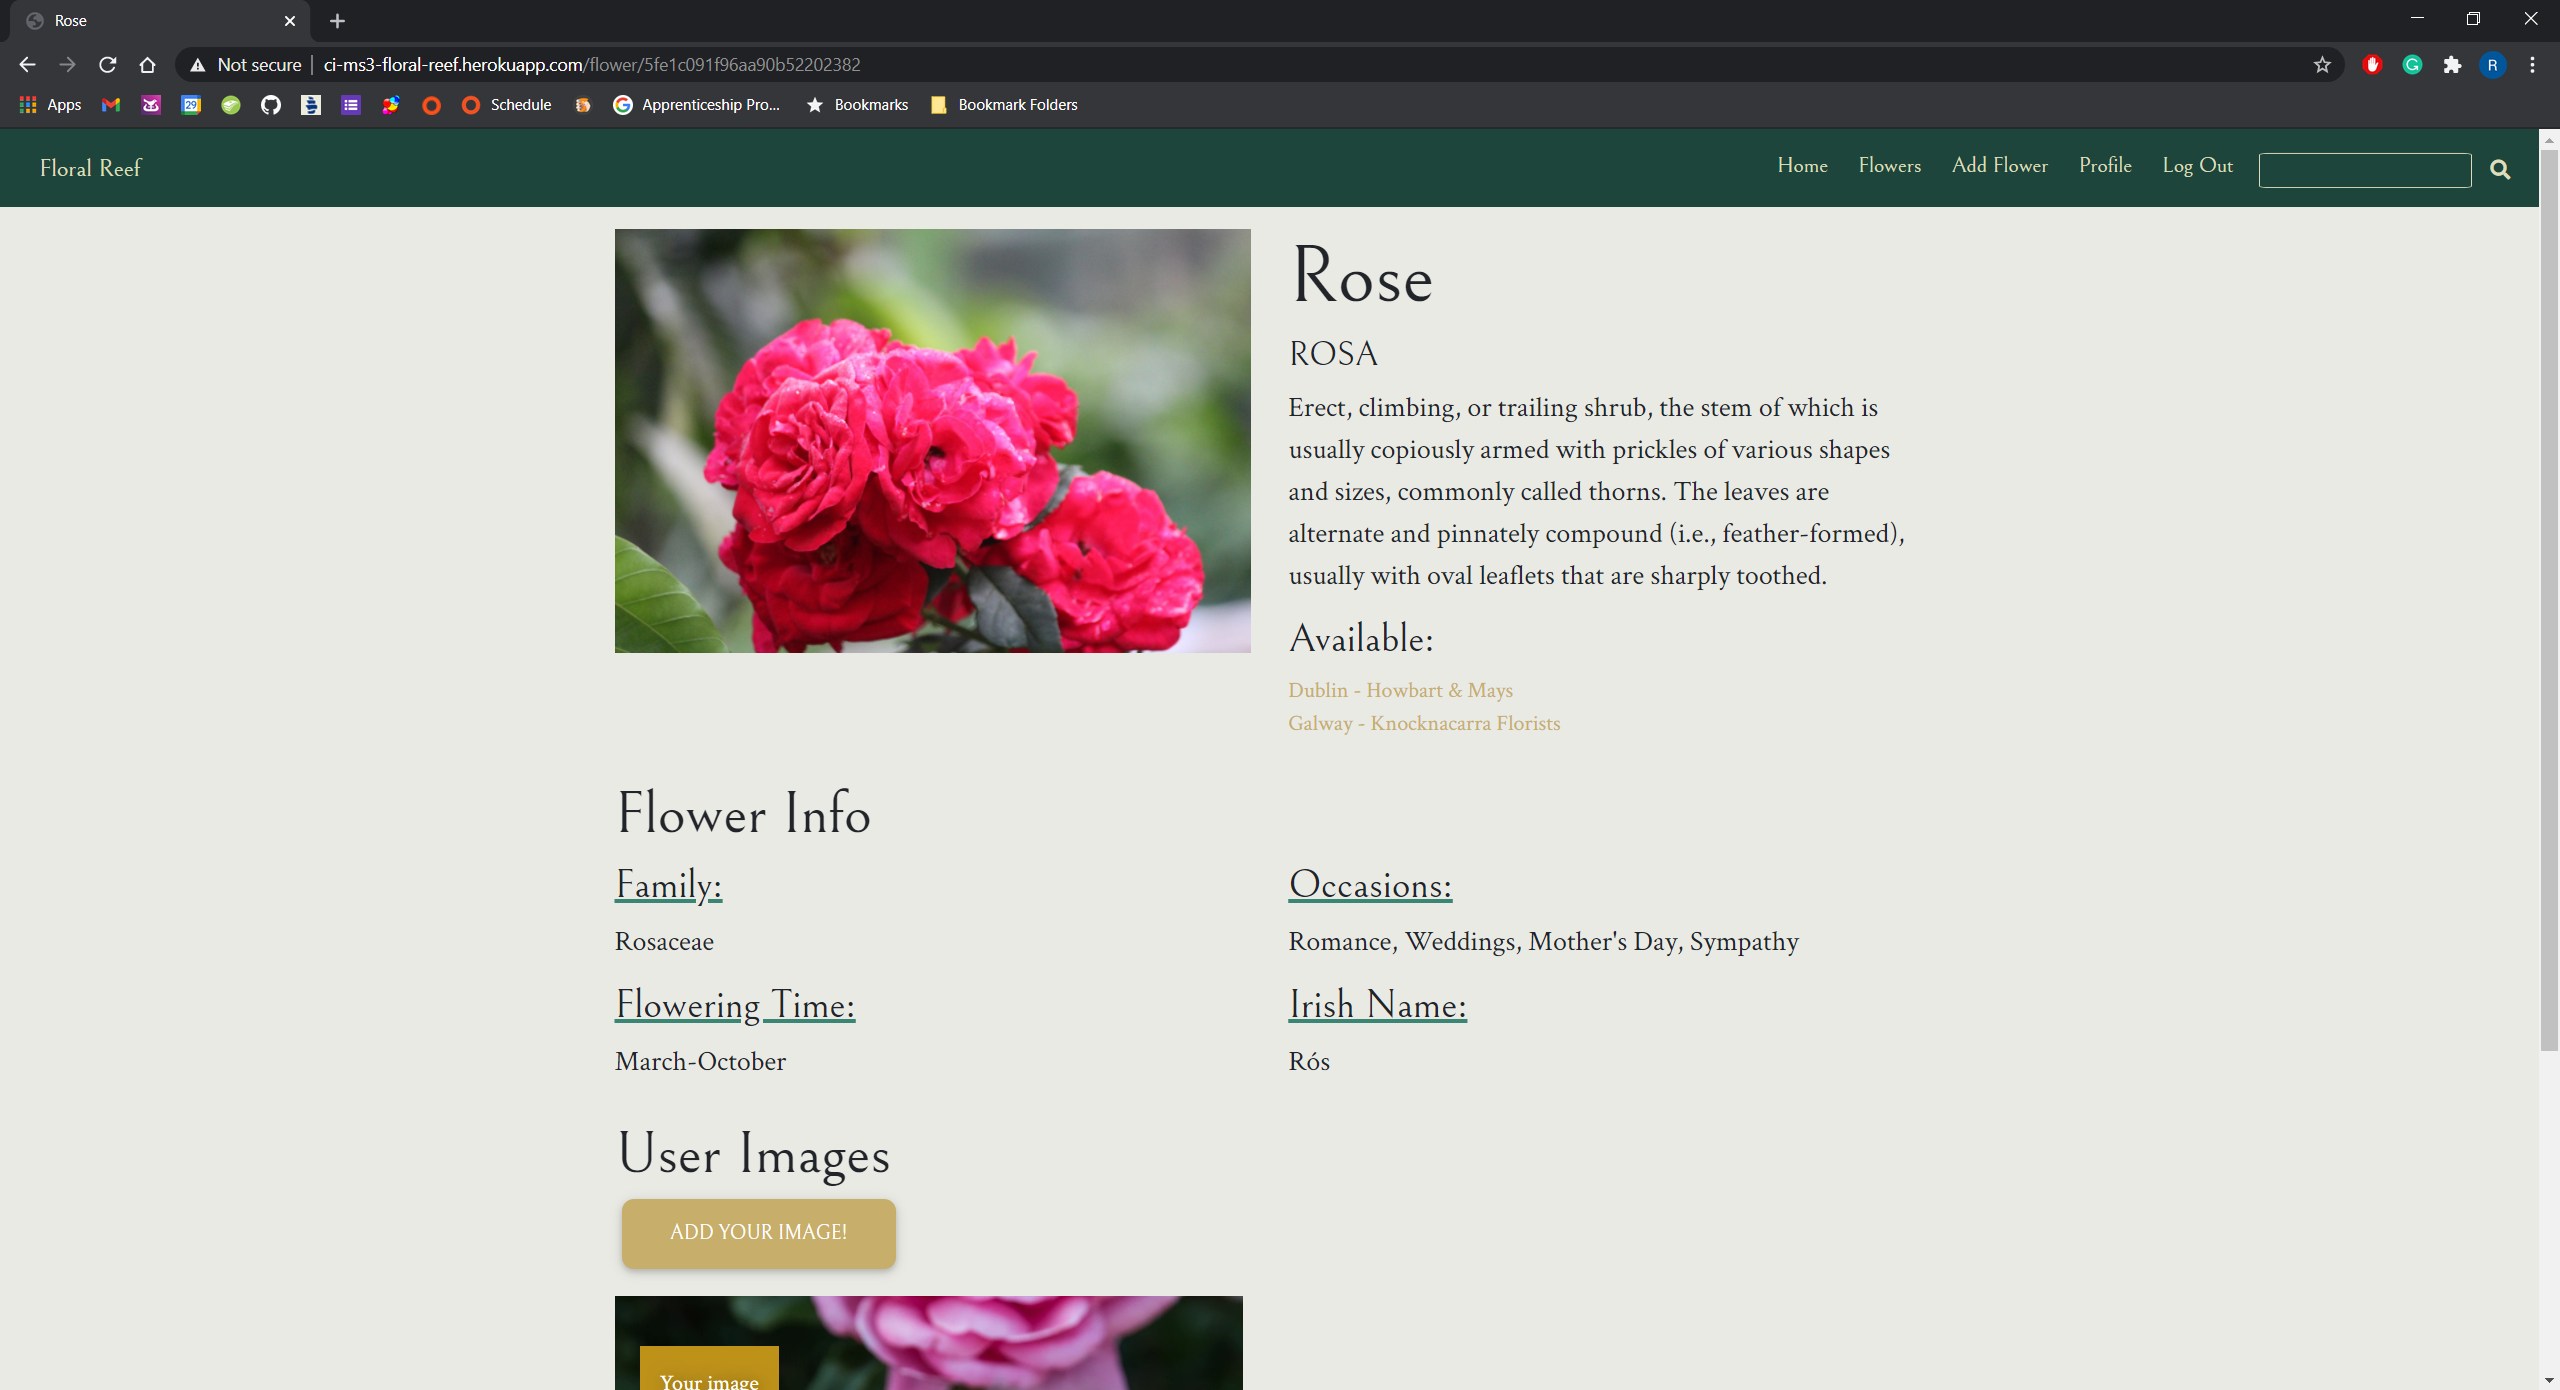 Rose
Not secure
ci-ms3-floral-reef.herokuapp.com/flower/5fe1c091f96aa90b52202382
R
Apps
29
Schedule
Apprenticeship Pro...
Bookmarks
Bookmark Folders
Floral Reef
Home
Flowers
Add Flower
Profile
Log Out
Rose
ROSA
Erect, climbing, or trailing shrub, the stem of which is
usually copiously armed with prickles of various shapes
and sizes, commonly called thorns. The leaves are
alternate and pinnately compound (i.e., feather-formed),
usually with oval leaflets that are sharply toothed.
Available:
Dublin - Howbart & Mays
Galway - Knocknacarra Florists
Flower Info
Family:
Rosaceae
Occasions:
Romance, Weddings, Mother's Day, Sympathy
Flowering Time:
March-October
Irish Name:
Rós
User Images
ADD YOUR IMAGE!
Your image